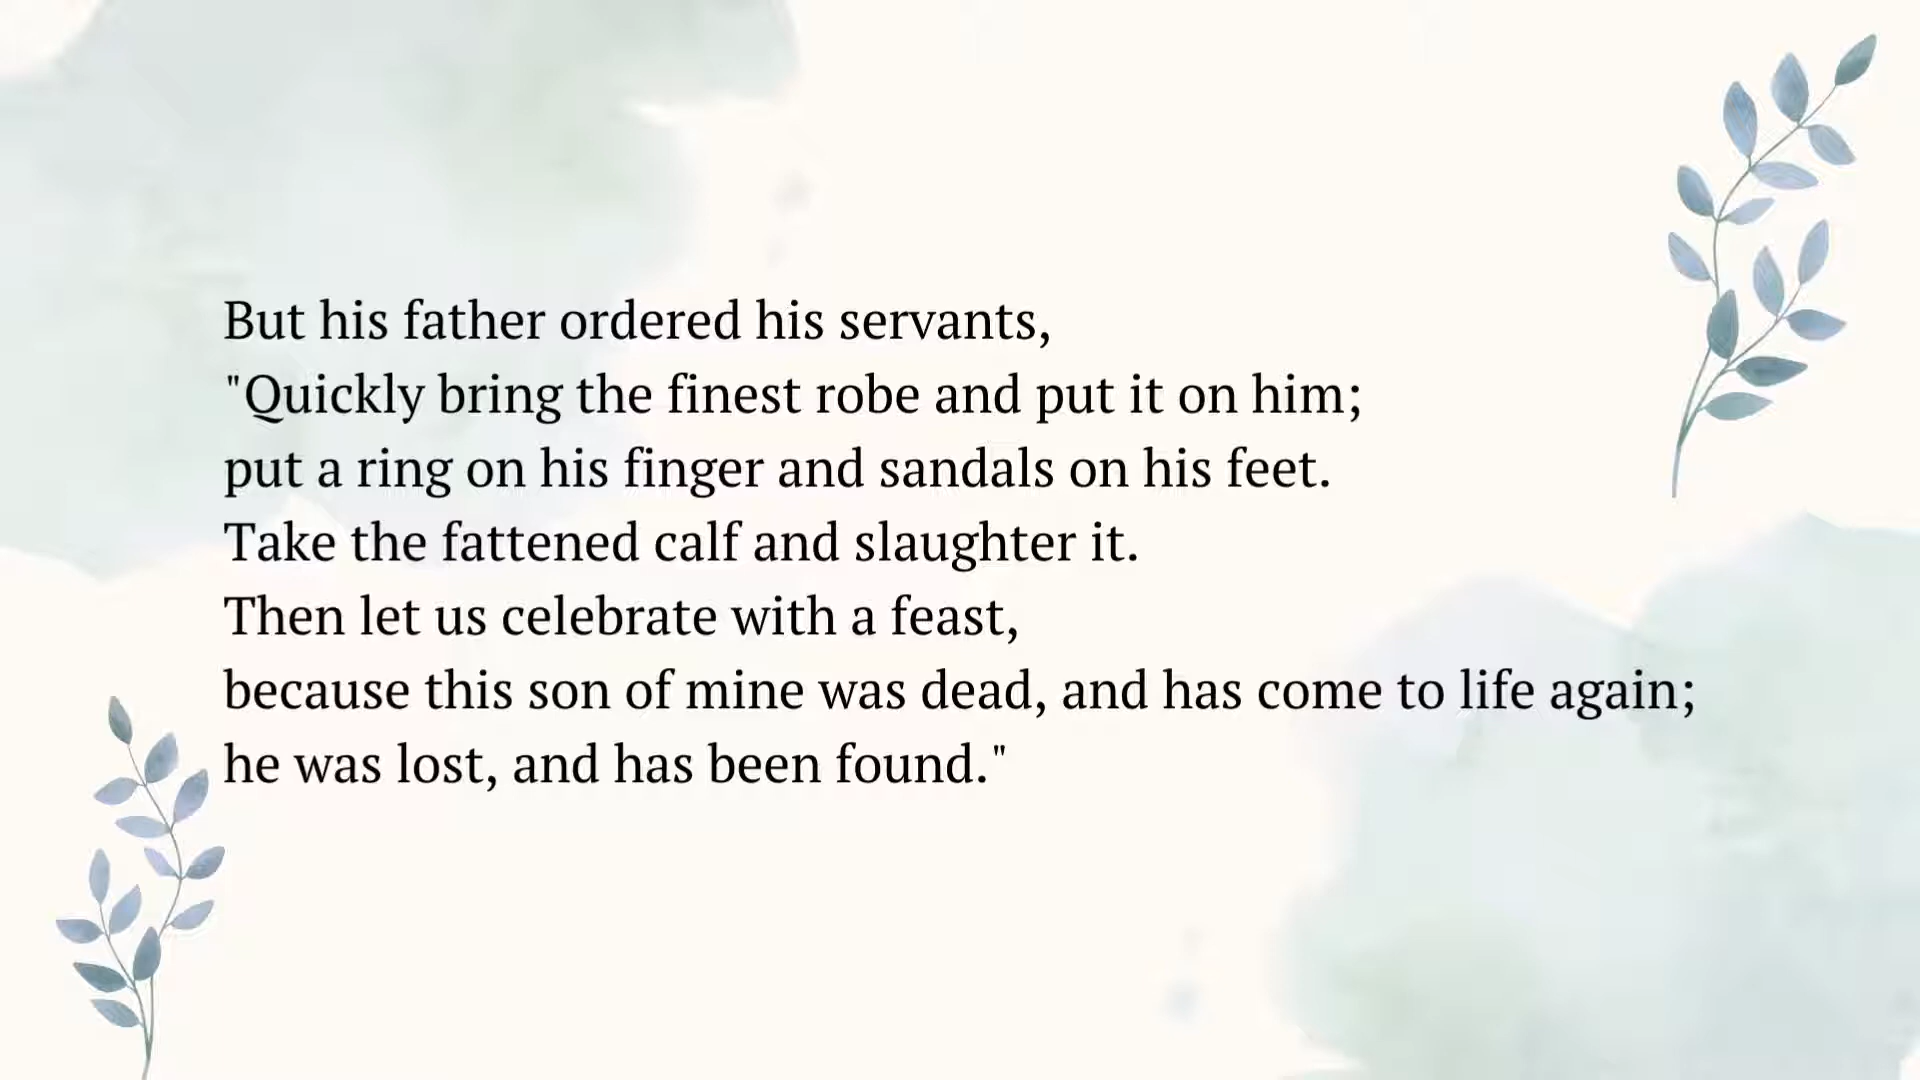 But his father ordered his servants,
"Quickly bring the finest robe and put it on him;
put a ring on his finger and sandals on his feet.
Take the fattened calf and slaughter it.
Then let us celebrate with a feast,
because this son of mine was dead, and has come to life again;
he was lost, and has been found."